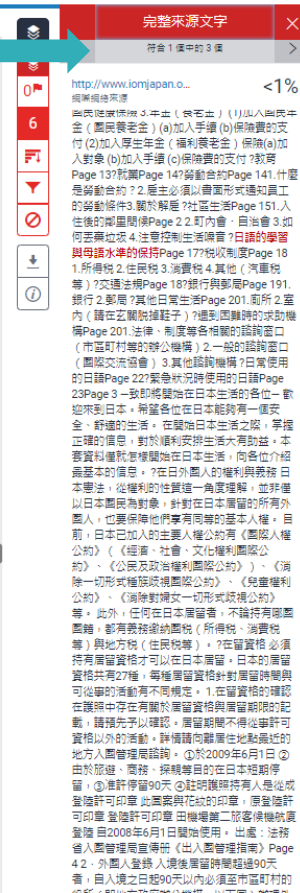 完整來源文字
符合 1 個中的 3 個
http://www.iomjapan.o...
<1%
網際網絡來源
0
6
國民健康保險 3.年金（養老金）(1)加入國民年
金（國民養老金）(a)加入手續 (b)保險費的支
付 (2)加入厚生年金（福利養老金）保險(a)加
入對象 (b)加入手續 (c)保險費的支付 ?教育
Page 13?就業Page 14?勞動合約Page 141.什麼
是勞動合約？2.雇主必須以書面形式通知員工
的勞動條件3.關於解雇 ?社區生活Page 151.入
住後的鄰里關係Page 2 2.町內會・自治會 3.如
何丟棄垃圾 4.注意控制生活噪音 ?日語的學習
與母語水準的保持Page 17?稅收制度Page 18
1.所得稅 2.住民稅 3.消費稅 4.其他（汽車稅
等）?交通法規Page 18?銀行與郵局Page 191.
銀行 2.郵局 ?其他日常生活Page 201.廁所 2.室
內（請在玄關脫掉鞋子）?遇到困難時的求助機
構Page 201.法律、制度等各相關的諮詢窗口
（市區町村等的辦公機構）2.一般的諮詢窗口
（國際交流協會）3.其他諮詢機構 ?日常使用
的日語Page 22?緊急狀況時使用的日語Page
23Page 3 —致即將開始在日本生活的各位— 歡
迎來到日本。希望各位在日本能夠有一個安
全、舒適的生活。在開始日本生活之際，掌握
正確的信息，對於順利安排生活大有助益。本
套資料僅就怎樣開始在日本生活，向各位介紹
最基本的信息。?在日外國人的權利與義務 日
本憲法，從權利的性質這一角度理解，並非僅
以日本國民為對象，針對在日本居留的所有外
國人，也要保障他們享有同等的基本人權。目
前，日本已加入的主要人權公約有《國際人權
公約》（《經濟、社會、文化權利國際公
約》、《公民及政治權利國際公約》）、《消
除一切形式種族歧視國際公約》、《兒童權利
公約》、《消除對婦女一切形式歧視公約》
等。此外，任何在日本居留者，不論持有哪國
國籍，都有義務繳納國稅（所得稅、消費稅
等）與地方稅（住民稅等）。?在留資格 必須
持有居留資格才可以在日本居留。日本的居留
資格共有27種，每種居留資格針對居留時間與
可從事的活動有不同規定。1.在留資格的確認
在護照中存在有關於居留資格與居留期限的記
載，請預先予以確認。居留期間不得從事許可
資格以外的活動。詳情請向離居住地點最近的
地方入國管理局諮詢。①於2009年6月1日 ②
由於旅遊、商務、探親等目的在日本短期停
留，③准許停留90天 ④註明護照持有人是從成
登陸許可印章 此圖案與花紋的印章，原登陸許
可印章 登陸許可印章 田機場第二旅客候機航廈
登陸 自2008年6月1日開始使用。 出處：法務
省入國管理局宣傳冊《出入國管理指南》Page
4 2．外國人登錄 入境後居留時間超過90天
者，自入境之日起90天以內必須至市區町村的